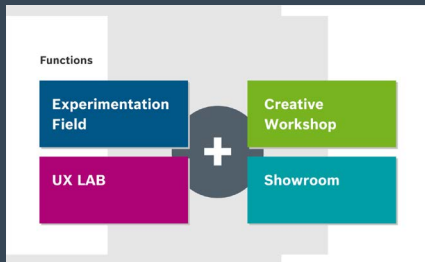 Functions
Experimentation
Field
Creative
Workshop
+
UX LAB
Showroom